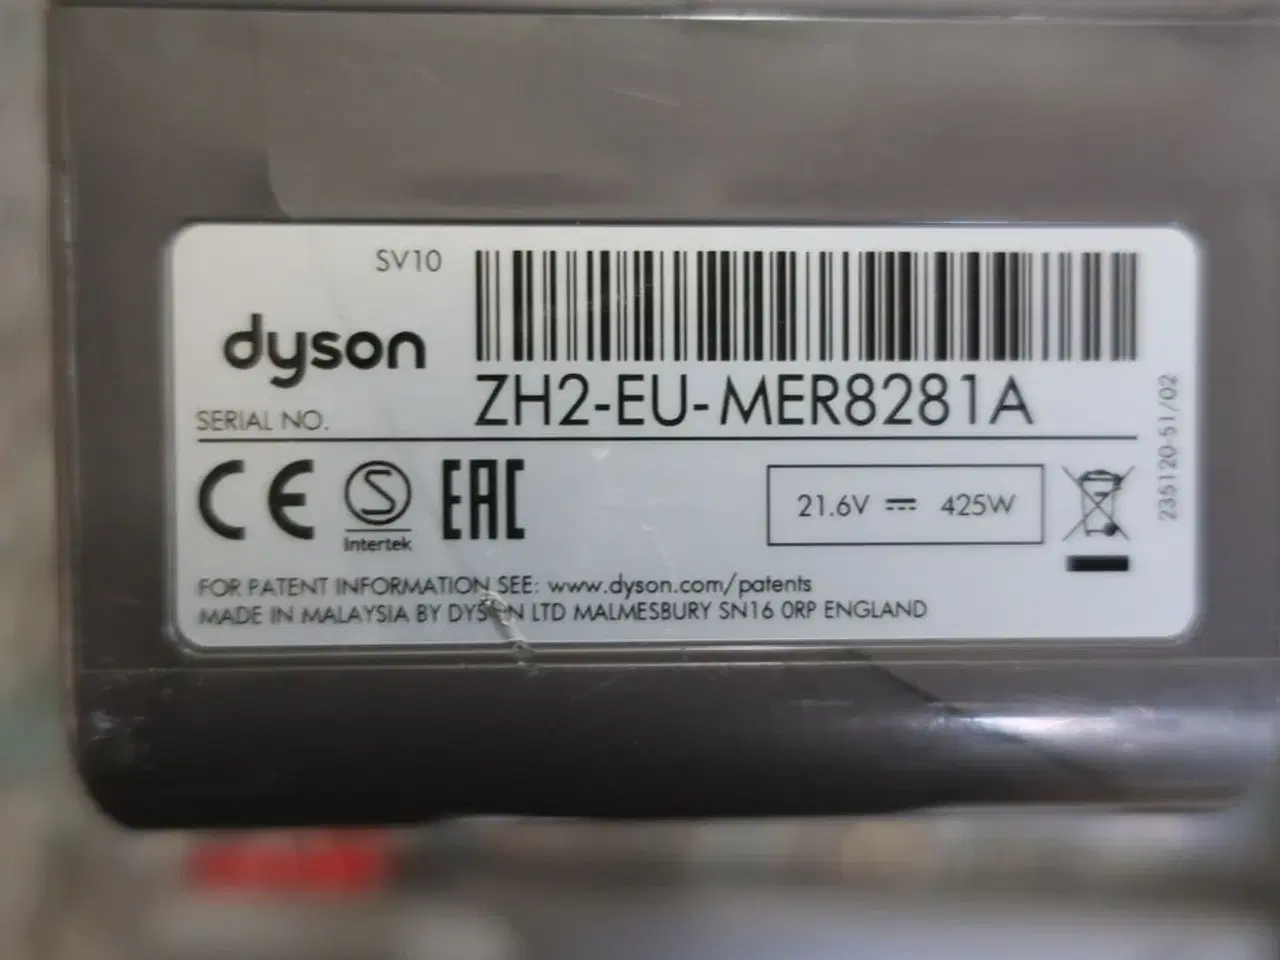 SV10
dyson
SERIAL NO.
ZH2-EU-MER8281A
CE
S
Intertek
EAC
21.6V ⎓ 425W
235120-51/02
FOR PATENT INFORMATION SEE: www.dyson.com/patents
MADE IN MALAYSIA BY DYSON LTD MALMESBURY SN16 0RP ENGLAND